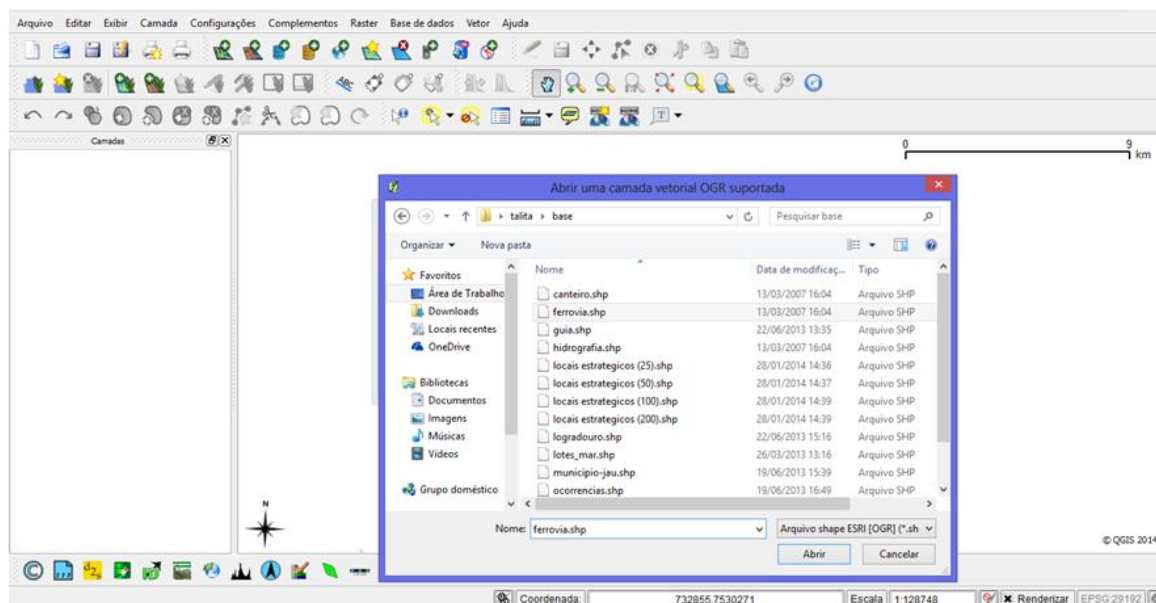 Arquivo Editar Exibir Camada Configurações Complementos Raster Base de dados Vetor Ajuda
Camadas
0 9 km
Abrir uma camada vetorial OGR suportada
talita base
Pesquisar base
Organizar Nova pasta
Favoritos
Área de Trabalho
Downloads
Locais recentes
OneDrive
Bibliotecas
Documentos
Imagens
Músicas
Vídeos
Grupo doméstico
Nome Data de modificaç... Tipo
canteiro.shp 13/03/2007 16:04 Arquivo SHP
ferrovia.shp 13/03/2007 16:04 Arquivo SHP
guia.shp 22/06/2013 13:35 Arquivo SHP
hidrografia.shp 13/03/2007 16:04 Arquivo SHP
locais estrategicos (25).shp 28/01/2014 14:36 Arquivo SHP
locais estrategicos (50).shp 28/01/2014 14:37 Arquivo SHP
locais estrategicos (100).shp 28/01/2014 14:39 Arquivo SHP
locais estrategicos (200).shp 28/01/2014 14:39 Arquivo SHP
logradouro.shp 22/06/2013 15:16 Arquivo SHP
lotes_mar.shp 26/03/2013 13:16 Arquivo SHP
municipio-jau.shp 19/06/2013 15:39 Arquivo SHP
ocorrencias.shp 19/06/2013 16:49 Arquivo SHP
Nome: ferrovia.shp Arquivo shape ESRI [OGR] (*.sh
Abrir Cancelar
N
© QGIS 2014
Coordenada: 732855,7530271 Escala 1:128748 Renderizar EPSG:29192